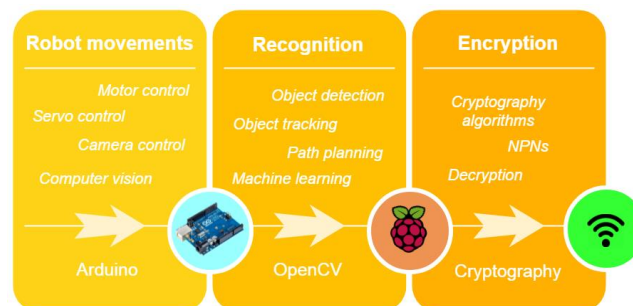 Robot movements
Motor control
Servo control
Camera control
Computer vision
Arduino
Recognition
Object detection
Object tracking
Path planning
Machine learning
OpenCV
Encryption
Cryptography
algorithms
NPNs
Decryption
Cryptography